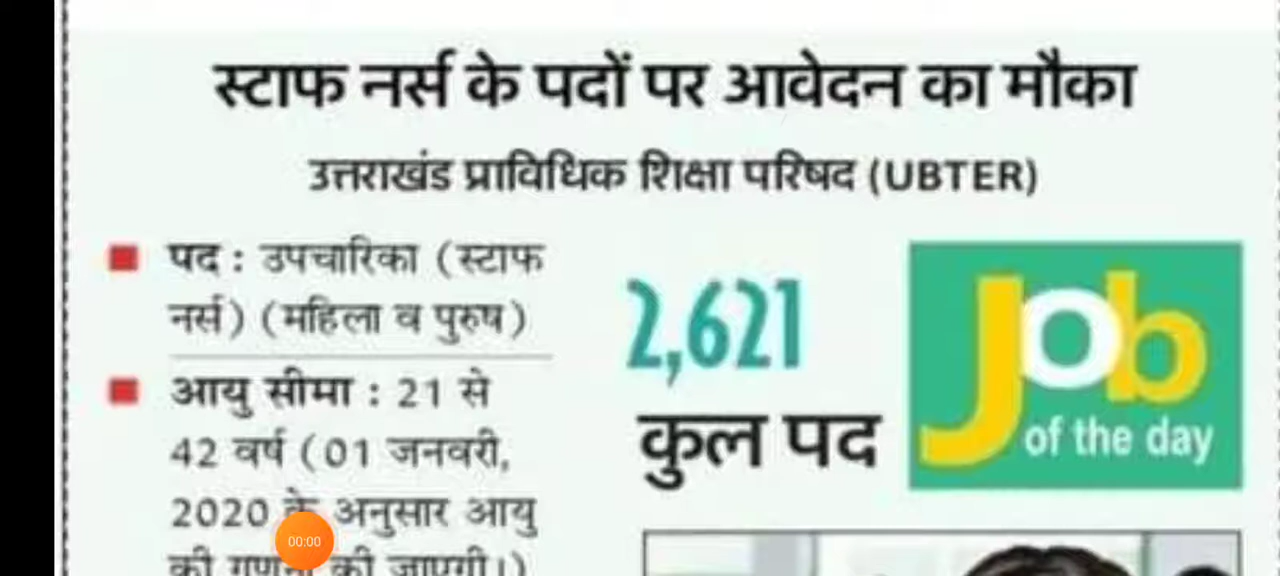 स्टाफ नर्स के पदों पर आवेदन का मौका
उत्तराखंड प्राविधिक शिक्षा परिषद (UBTER)
पद : उपचारिका (स्टाफ
नर्स) (महिला व पुरुष)
आयु सीमा : 21 से
42 वर्ष (01 जनवरी,
2020 के अनुसार आयु
की गणना की जाएगी।)
2,621
कुल पद
Job
of the day
00:00